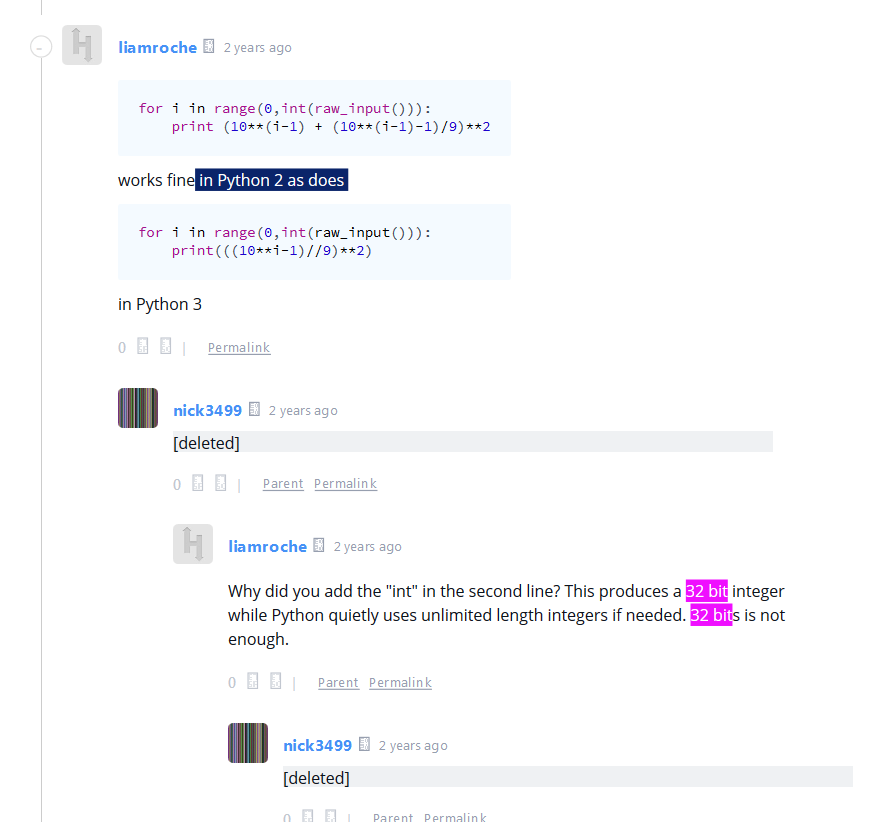 liamroche 2 years ago
for i in range(0,int(raw_input())):
    print (10**(i-1) + (10**(i-1)-1)/9)**2
works fine in Python 2 as does
for i in range(0,int(raw_input())):
    print(((10**i-1)//9)**2)
in Python 3
0 | Permalink
nick3499 2 years ago
[deleted]
0 | Parent Permalink
liamroche 2 years ago
Why did you add the "int" in the second line? This produces a 32 bit integer
while Python quietly uses unlimited length integers if needed. 32 bits is not
enough.
0 | Parent Permalink
nick3499 2 years ago
[deleted]
0 | Parent Permalink